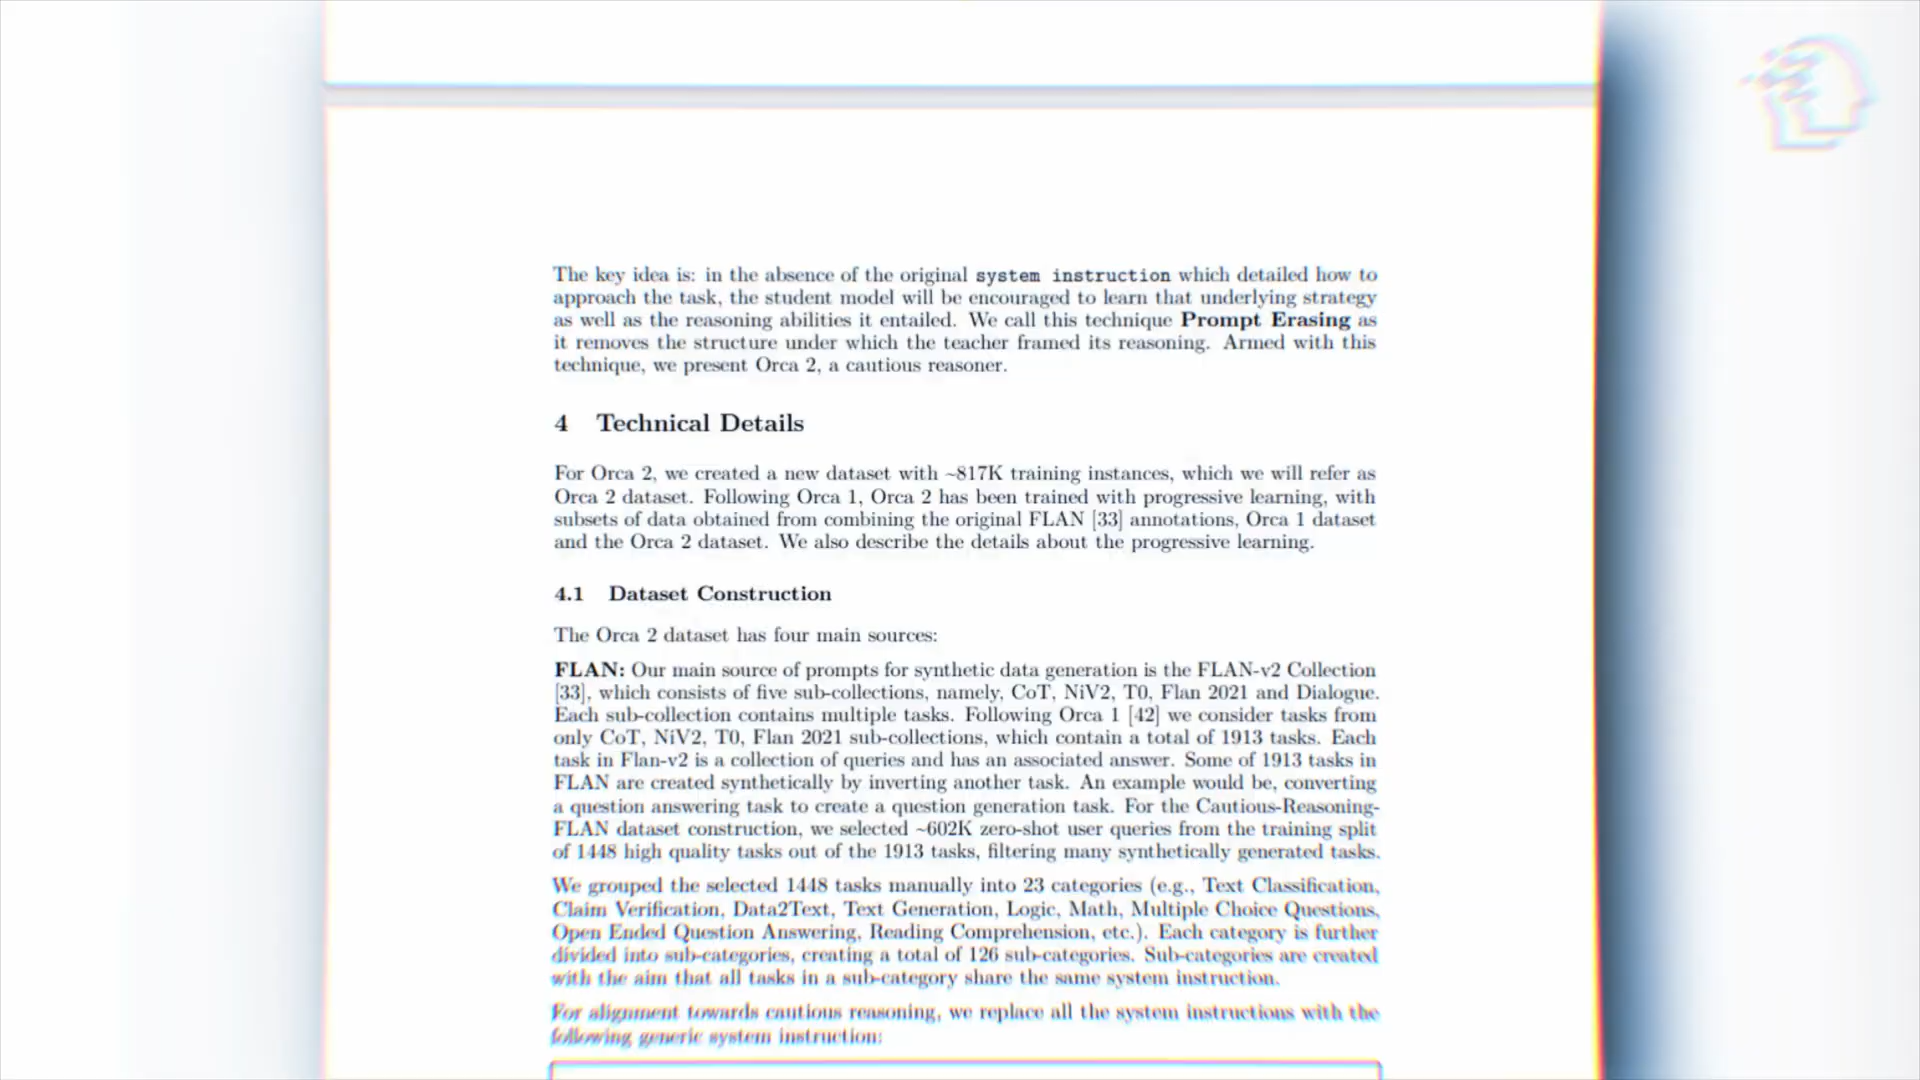 The key idea is: in the absence of the original system instruction which detailed how to
approach the task, the student model will be encouraged to learn that underlying strategy
as well as the reasoning abilities it entailed. We call this technique Prompt Erasing as
it removes the structure under which the teacher framed its reasoning. Armed with this
technique, we present Orca 2, a cautious reasoner.
4 Technical Details
For Orca 2, we created a new dataset with ~817K training instances, which we will refer as
Orca 2 dataset. Following Orca 1, Orca 2 has been trained with progressive learning, with
subsets of data obtained from combining the original FLAN [33] annotations, Orca 1 dataset
and the Orca 2 dataset. We also describe the details about the progressive learning.
4.1 Dataset Construction
The Orca 2 dataset has four main sources:
FLAN: Our main source of prompts for synthetic data generation is the FLAN-v2 Collection
[33], which consists of five sub-collections, namely, CoT, NiV2, T0, Flan 2021 and Dialogue.
Each sub-collection contains multiple tasks. Following Orca 1 [42] we consider tasks from
only CoT, NiV2, T0, Flan 2021 sub-collections, which contain a total of 1913 tasks. Each
task in Flan-v2 is a collection of queries and has an associated answer. Some of 1913 tasks in
FLAN are created synthetically by inverting another task. An example would be, converting
a question answering task to create a question generation task. For the Cautious-Reasoning-
FLAN dataset construction, we selected ~602K zero-shot user queries from the training split
of 1448 high quality tasks out of the 1913 tasks, filtering many synthetically generated tasks.
We grouped the selected 1448 tasks manually into 23 categories (e.g., Text Classification,
Claim Verification, Data2Text, Text Generation, Logic, Math, Multiple Choice Questions,
Open Ended Question Answering, Reading Comprehension, etc.). Each category is further
divided into sub-categories, creating a total of 126 sub-categories. Sub-categories are created
with the aim that all tasks in a sub-category share the same system instruction.
For alignment towards cautious reasoning, we replace all the system instructions with the
following generic system instruction: